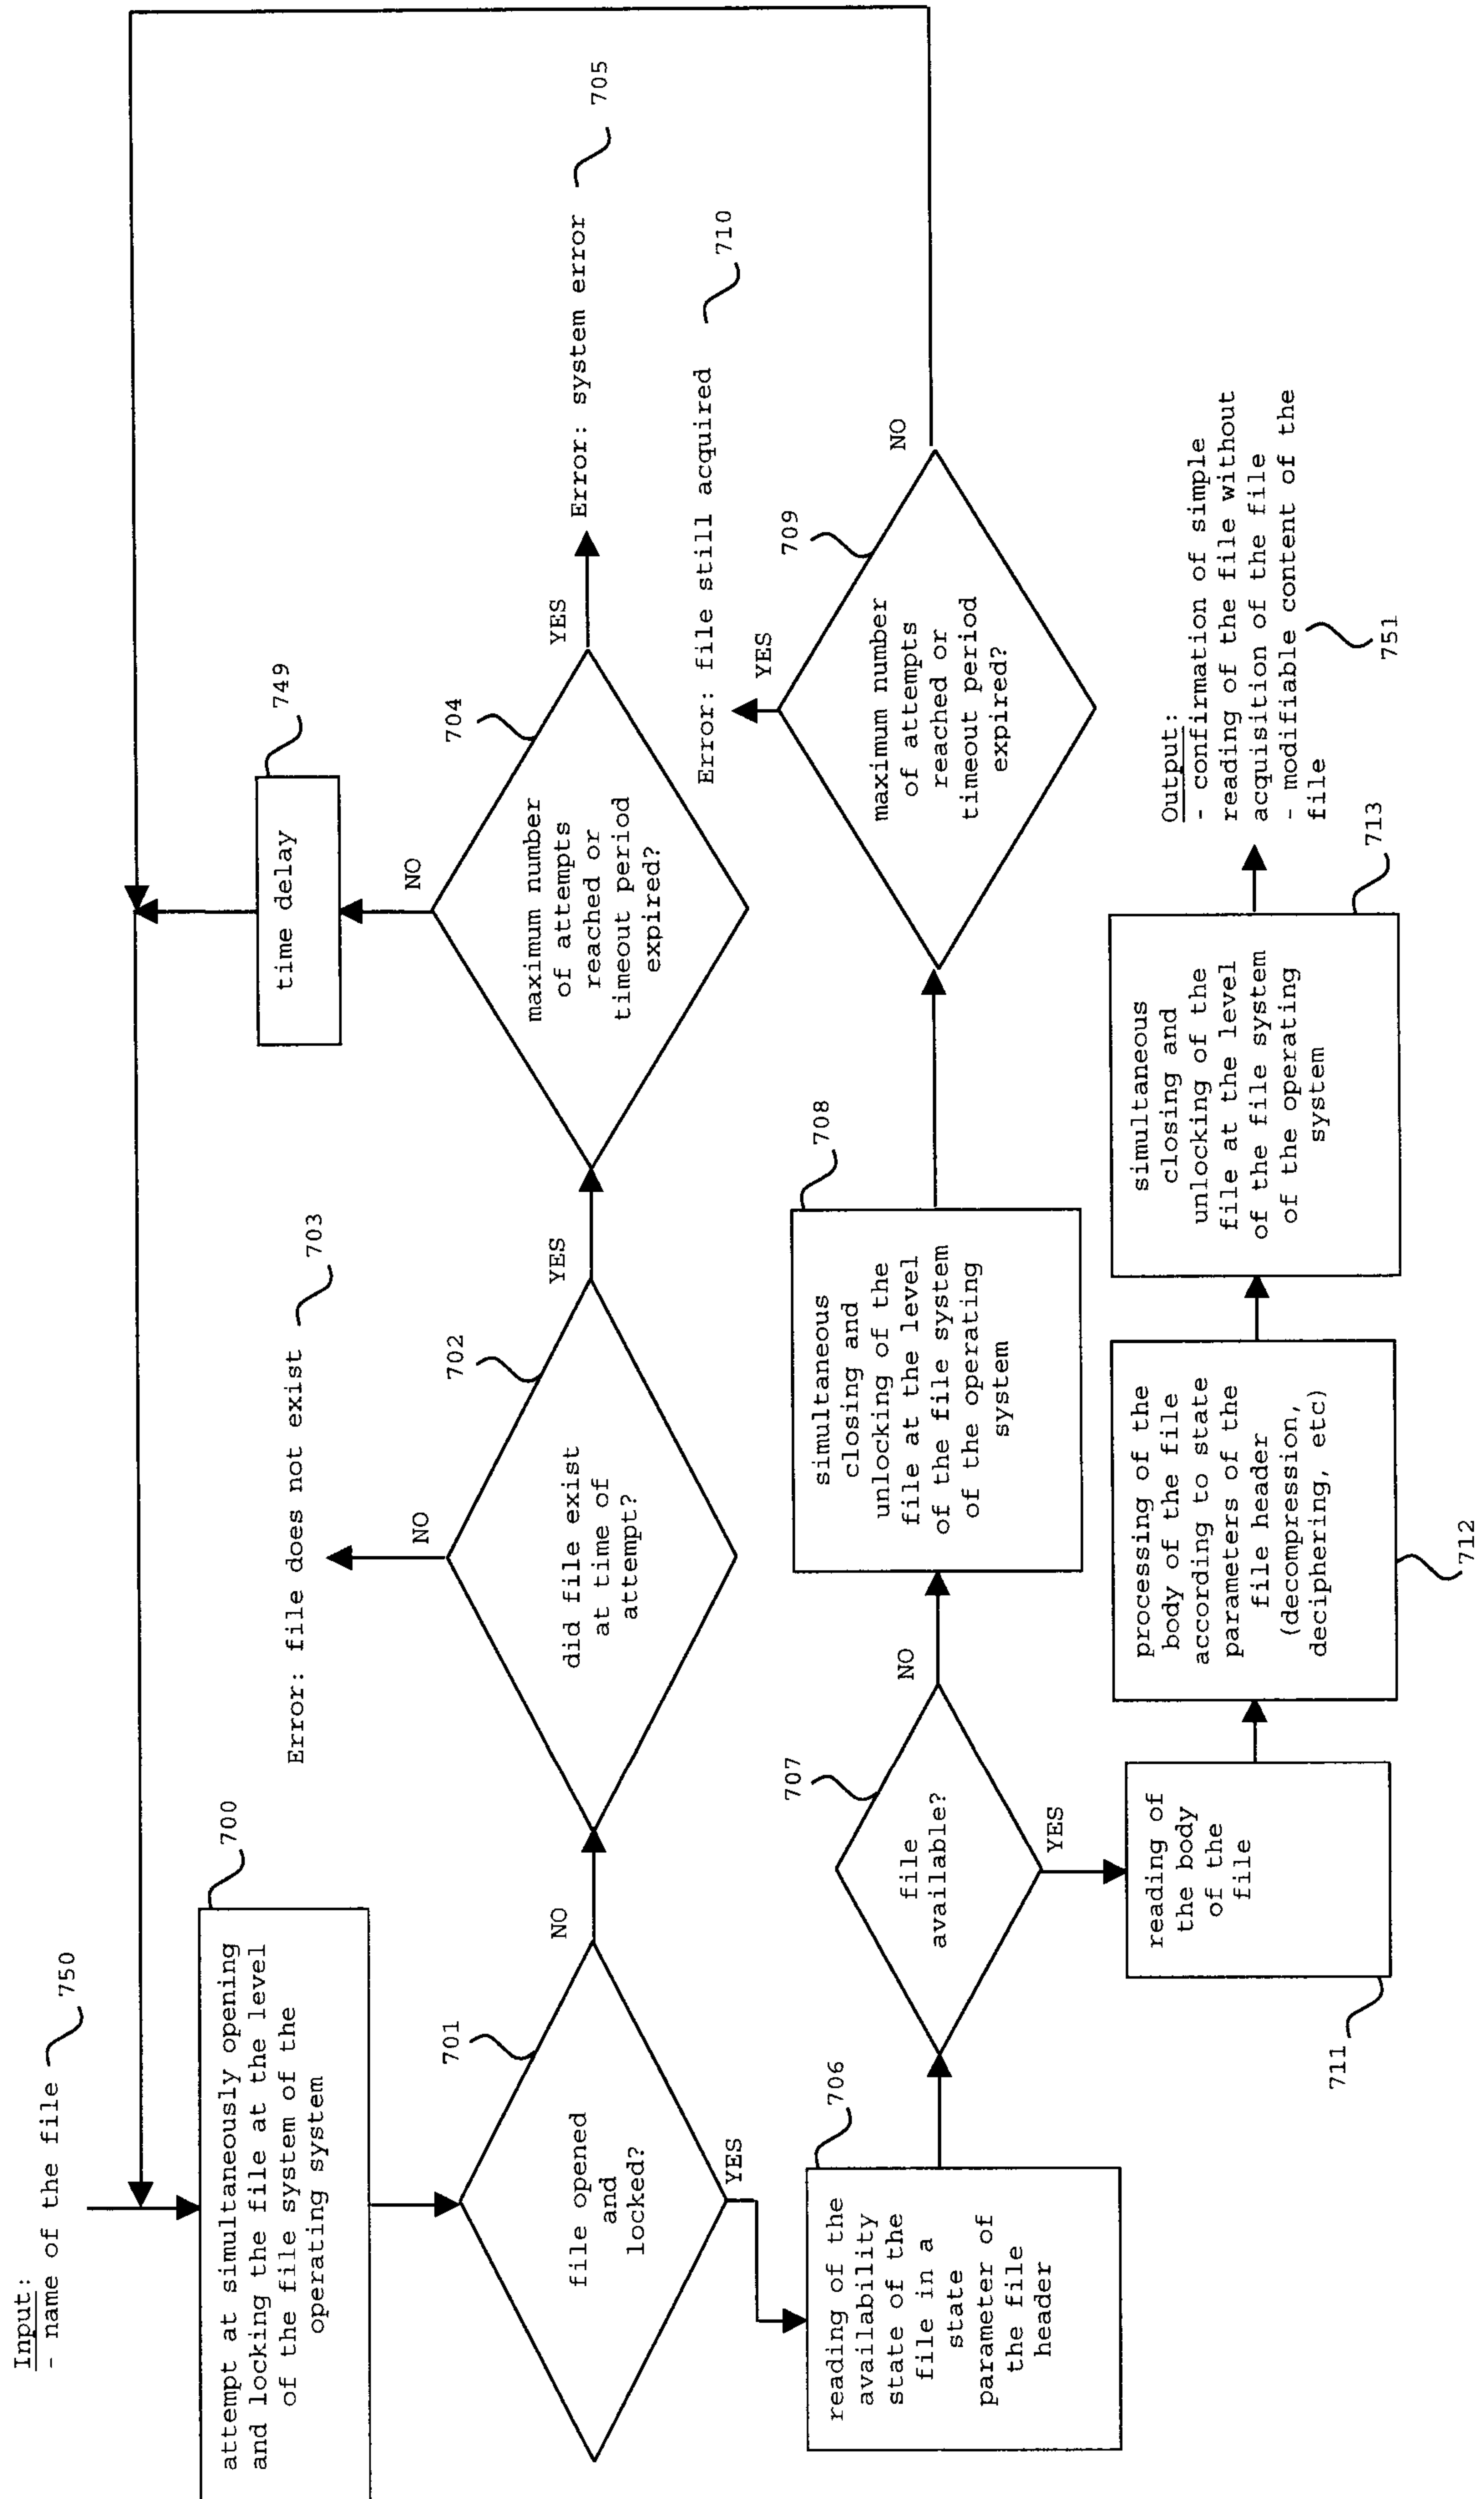 Input:
- name of the file
750
attempt at simultaneously opening
and locking the file at the level
of the file system of the
operating system
700
file opened
and
locked?
701
NO
YES
did file exist
at time of
attempt?
702
NO
Error: file does not exist
703
YES
maximum number
of attempts
reached or
timeout period
expired?
704
NO
time delay
749
YES
Error: system error
705
reading of the
availability
state of the
file in a
state
parameter of
the file
header
706
file
available?
707
NO
YES
simultaneous
closing and
unlocking of the
file at the level
of the file system
of the operating
system
708
maximum number
of attempts
reached or
timeout period
expired?
709
YES
Error: file still acquired
710
NO
reading of
the body
of the
file
711
processing of the
body of the file
according to state
parameters of the
file header
(decompression,
deciphering, etc)
712
simultaneous
closing and
unlocking of the
file at the level
of the file system
of the operating
system
713
Output:
- confirmation of simple
reading of the file without
acquisition of the file
- modifiable content of the
file
751